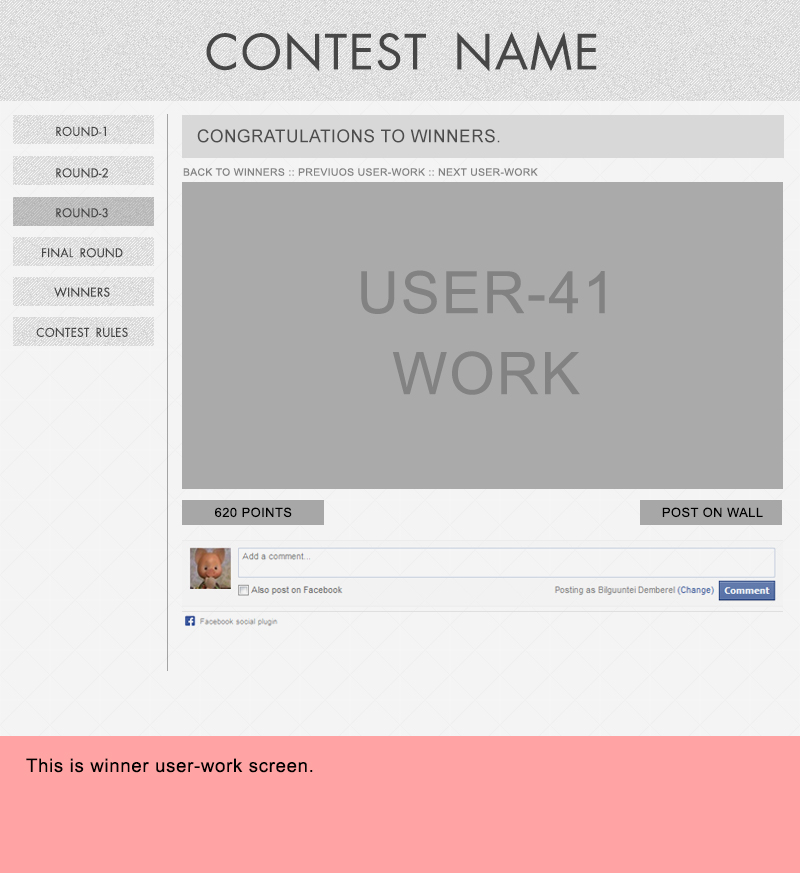 CONTEST NAME
ROUND-1
ROUND-2
ROUND-3
FINAL ROUND
WINNERS
CONTEST RULES
CONGRATULATIONS TO WINNERS.
BACK TO WINNERS :: PREVIUOS USER-WORK :: NEXT USER-WORK
USER-41
WORK
620 POINTS
POST ON WALL
Add a comment...
Also post on Facebook
Posting as Bilguuntei Demberel (Change)
Comment
Facebook social plugin
This is winner user-work screen.